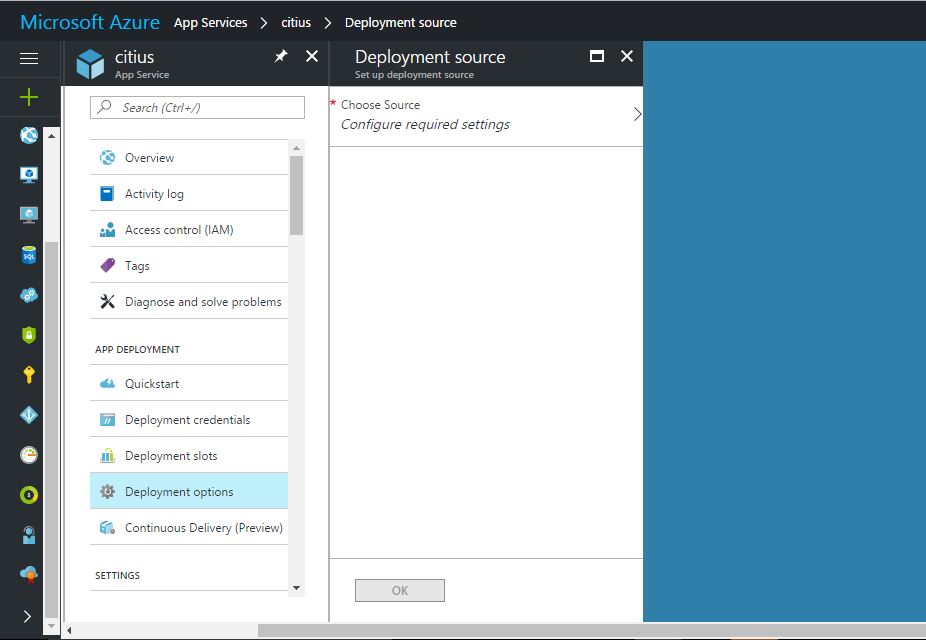 Microsoft Azure App Services > citius > Deployment source
citius
App Service
Deployment source
Set up deployment source
Search (Ctrl+/)
* Choose Source
Configure required settings
Overview
Activity log
Access control (IAM)
Tags
Diagnose and solve problems
APP DEPLOYMENT
Quickstart
Deployment credentials
Deployment slots
Deployment options
Continuous Delivery (Preview)
SETTINGS
OK
SQL